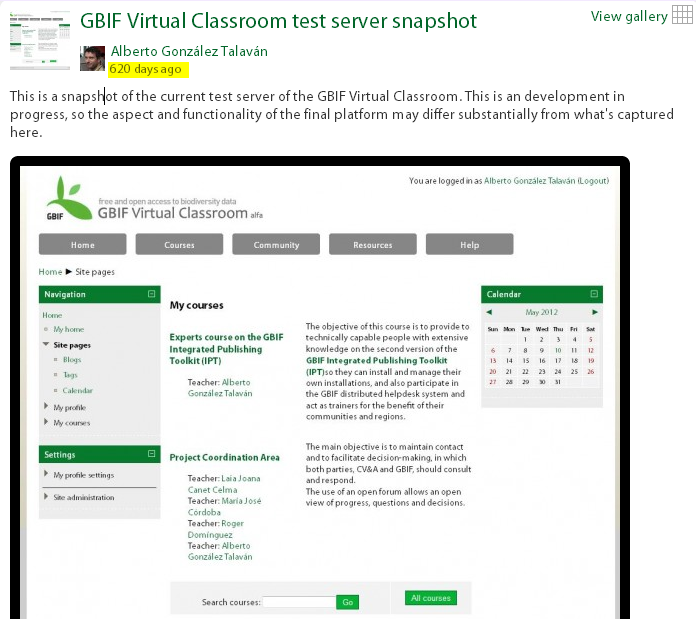 GBIF Virtual Classroom test server snapshot
View gallery
Alberto González Talaván
620 days ago
This is a snapshot of the current test server of the GBIF Virtual Classroom. This is an development in
progress, so the aspect and functionality of the final platform may differ substantially from what's captured
here.
You are logged in as Alberto González Talaván (Logout)
GBIF
free and open access to biodiversity data
GBIF Virtual Classroom alfa
Home Courses Community Resources Help
Home ► Site pages
Navigation
Home
My home
Site pages
Blogs
Tags
Calendar
My profile
My courses
Settings
My profile settings
Site administration
My courses
Experts course on the GBIF
Integrated Publishing
Toolkit (IPT)
Teacher: Alberto
González Talaván
The objective of this course is to provide to
technically capable people with extensive
knowledge on the second version of the
GBIF Integrated Publishing Toolkit
(IPT)so they can install and manage their
own installations, and also participate in
the GBIF distributed helpdesk system and
act as trainers for the benefit of their
communities and regions.
Project Coordination Area
Teacher: Laia Joana
Canet Celma
Teacher: María José
Córdoba
Teacher: Roger
Domínguez
Teacher: Alberto
González Talaván
The main objective is to maintain contact
and to facilitate decision-making, in which
both parties, CV&A and GBIF, should consult
and respond.
The use of an open forum allows an open
view of progress, questions and decisions.
Search courses: Go
All courses
Calendar
◄ May 2012 ►
Sun Mon Tue Wed Thu Fri Sat
1 2 3 4 5
6 7 8 9 10 11 12
13 14 15 16 17 18 19
20 21 22 23 24 25 26
27 28 29 30 31